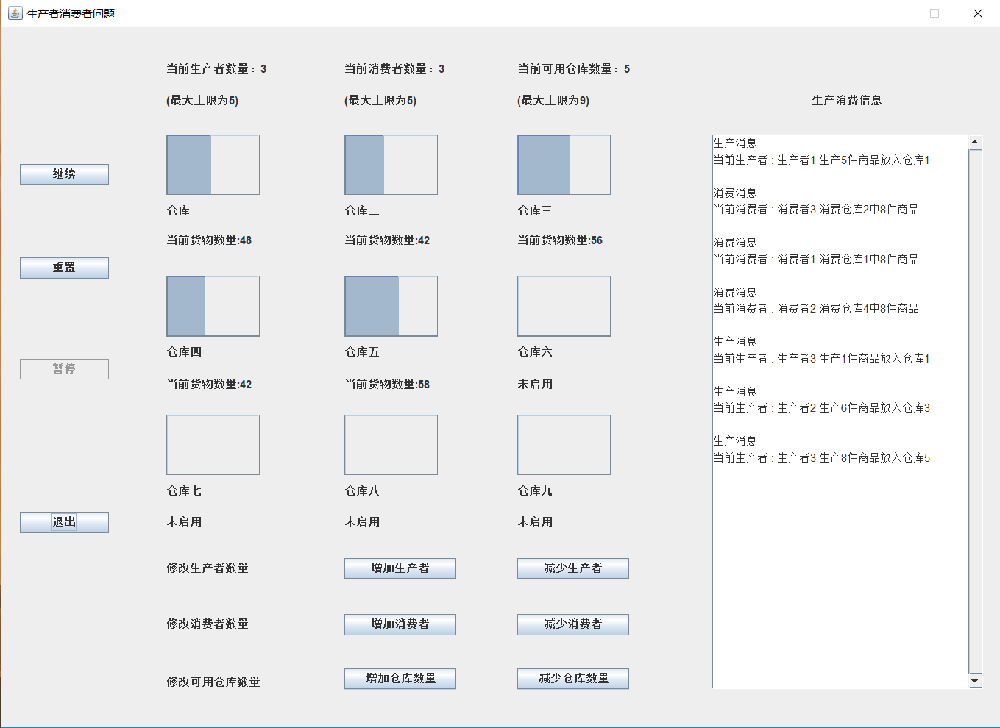 生产者消费者问题
当前生产者数量：3
当前消费者数量：3
当前可用仓库数量：5
(最大上限为5)
(最大上限为5)
(最大上限为9)
生产消费信息
继续
重置
暂停
退出
仓库一
仓库二
仓库三
当前货物数量:48
当前货物数量:42
当前货物数量:56
仓库四
仓库五
仓库六
当前货物数量:42
当前货物数量:58
未启用
仓库七
仓库八
仓库九
未启用
未启用
未启用
修改生产者数量
增加生产者
减少生产者
修改消费者数量
增加消费者
减少消费者
修改可用仓库数量
增加仓库数量
减少仓库数量
生产消息
当前生产者 : 生产者1 生产5件商品放入仓库1
消费消息
当前消费者 : 消费者3 消费仓库2中8件商品
消费消息
当前消费者 : 消费者1 消费仓库1中8件商品
消费消息
当前消费者 : 消费者2 消费仓库4中8件商品
生产消息
当前生产者 : 生产者3 生产1件商品放入仓库1
生产消息
当前生产者 : 生产者2 生产6件商品放入仓库3
生产消息
当前生产者 : 生产者3 生产8件商品放入仓库5